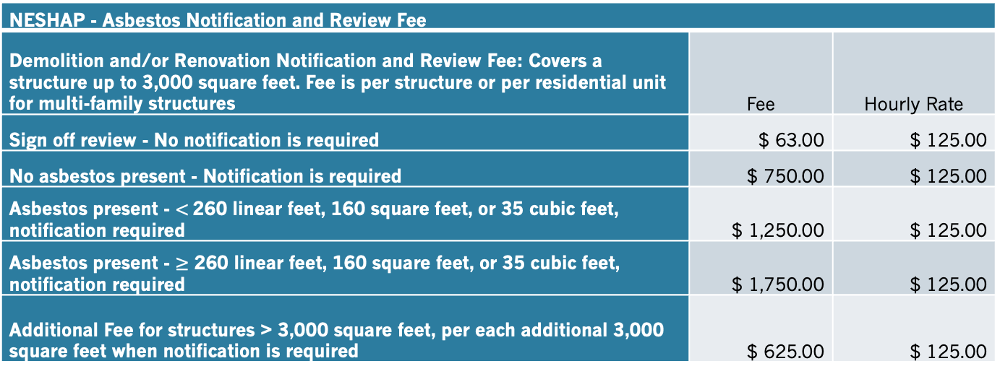 NESHAP - Asbestos Notification and Review Fee
Demolition and/or Renovation Notification and Review Fee: Covers a
structure up to 3,000 square feet. Fee is per structure or per residential unit
for multi-family structures Fee Hourly Rate
Sign off review - No notification is required $ 63.00 $ 125.00
No asbestos present - Notification is required $ 750.00 $ 125.00
Asbestos present - < 260 linear feet, 160 square feet, or 35 cubic feet,
notification required $ 1,250.00 $ 125.00
Asbestos present - ≥ 260 linear feet, 160 square feet, or 35 cubic feet,
notification required $ 1,750.00 $ 125.00
Additional Fee for structures > 3,000 square feet, per each additional 3,000
square feet when notification is required $ 625.00 $ 125.00